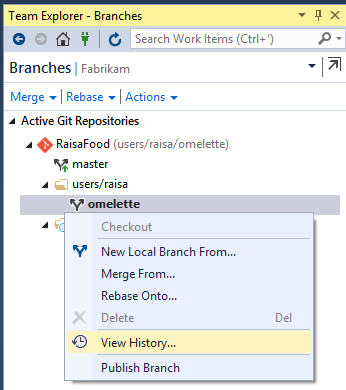 Team Explorer - Branches
Search Work Items (Ctrl+')
Branches | Fabrikam
Merge Rebase Actions
Active Git Repositories
RaisaFood (users/raisa/omelette)
master
users/raisa
omelette
Checkout
New Local Branch From...
Merge From...
Rebase Onto...
Delete Del
View History...
Publish Branch